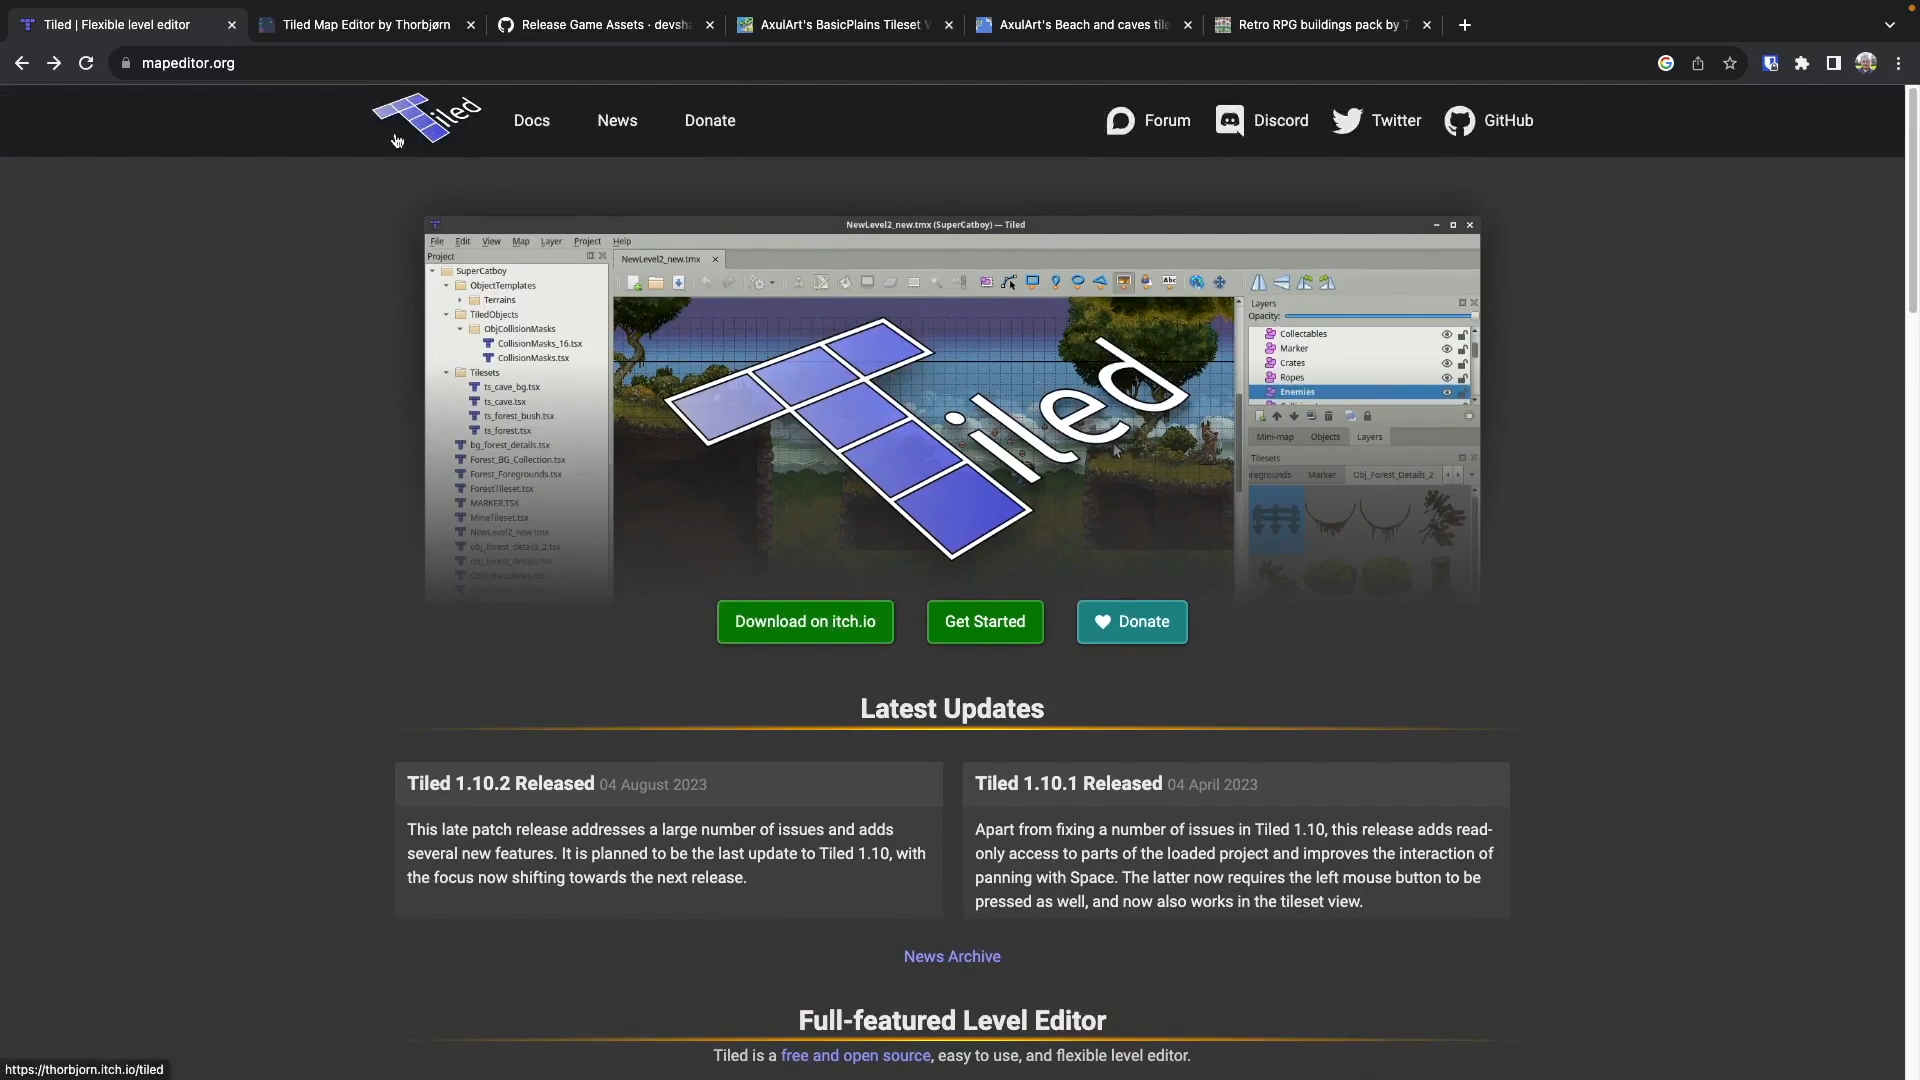 Tiled | Flexible level editor
Tiled Map Editor by Thorbjørn
Release Game Assets · devsha
AxulArt's BasicPlains Tileset V
AxulArt's Beach and caves tile
Retro RPG buildings pack by T
mapeditor.org
Tiled
Docs
News
Donate
Forum
Discord
Twitter
GitHub
NewLevel2_new.tmx (SuperCatboy) — Tiled
File Edit View Map Layer Project Help
Project
NewLevel2_new.tmx
SuperCatboy
ObjectTemplates
Terrains
TiledObjects
ObjCollisionMasks
CollisionMasks_16.tsx
CollisionMasks.tsx
Tilesets
ts_cave_bg.tsx
ts_cave.tsx
ts_forest_bush.tsx
ts_forest.tsx
bg_forest_details.tsx
Forest_BG_Collection.tsx
Forest_Foregrounds.tsx
ForestTileset.tsx
MARKER.TSX
MineTileset.tsx
NewLevel2_new.tmx
obj_forest_details_2.tsx
obj_forest_details.tsx
Abc
Tiled
Layers
Opacity:
Collectables
Marker
Crates
Ropes
Enemies
Mini-map Objects Layers
Tilesets
regrounds Marker Obj_Forest_Details_2
Download on itch.io
Get Started
Donate
Latest Updates
Tiled 1.10.2 Released 04 August 2023
This late patch release addresses a large number of issues and adds
several new features. It is planned to be the last update to Tiled 1.10, with
the focus now shifting towards the next release.
Tiled 1.10.1 Released 04 April 2023
Apart from fixing a number of issues in Tiled 1.10, this release adds read-
only access to parts of the loaded project and improves the interaction of
panning with Space. The latter now requires the left mouse button to be
pressed as well, and now also works in the tileset view.
News Archive
Full-featured Level Editor
Tiled is a free and open source, easy to use, and flexible level editor.
https://thorbjorn.itch.io/tiled